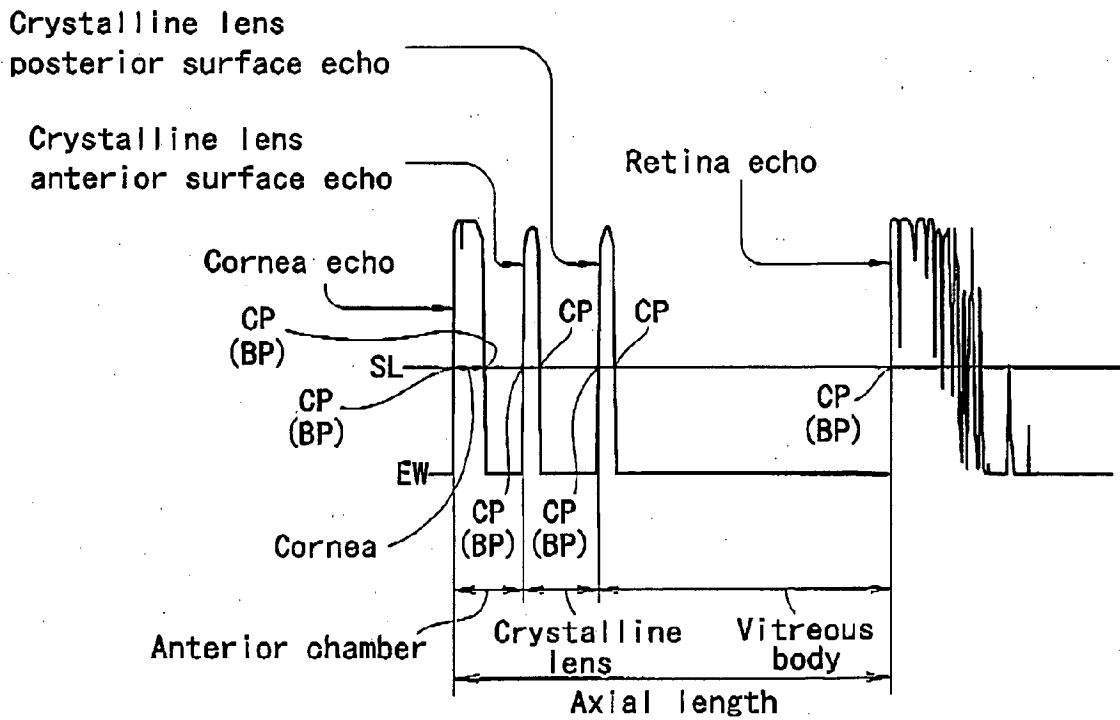 Crystalline lens
posterior surface echo
Crystalline lens
anterior surface echo
Retina echo
Cornea echo
CP
(BP)
CP
CP
SL
CP
(BP)
CP
(BP)
EW
CP
(BP)
CP
(BP)
Cornea
Anterior chamber
Crystalline
lens
Vitreous
body
Axial length